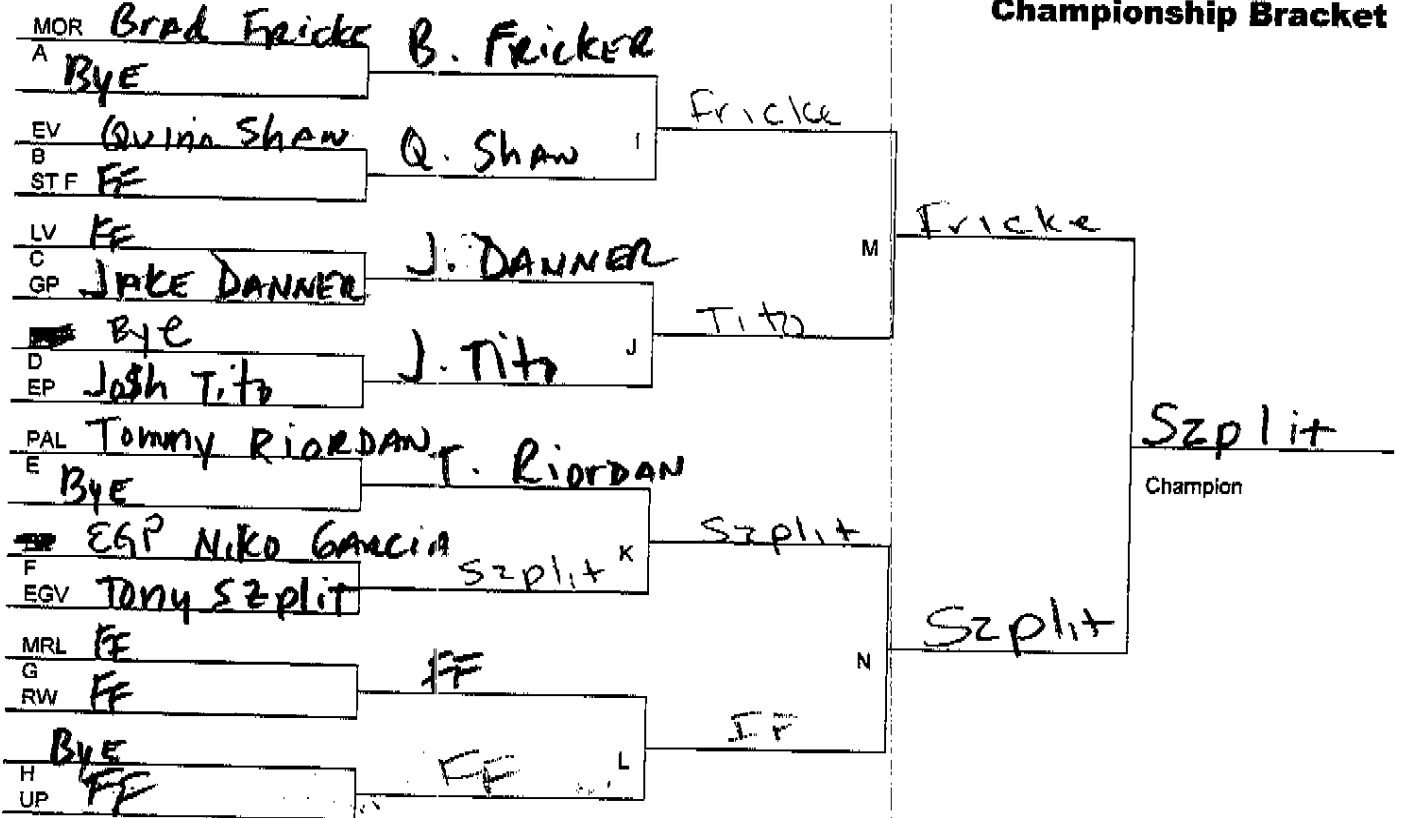 Championship Bracket
MOR Brad Fricke
B. FRICKER
A
BYE
Fricke
EV Quinn Shaw
Q. Shaw
I
B
ST F FF
Fricke
LV FF
J. DANNER
M
C
GP JAKE DANNER
Tito
Bye
J. Tito
J
D
EP Josh Tito
Szplit
Champion
PAL Tommy RIORDAN
T. RiorDAN
E
BYE
Szplit
EGP Niko GARCIA
Szplit
K
F
EGV Tony Szplit
Szplit
MRL FF
FF
N
G
RW FF
FF
BYE
FF
L
H
UP FF